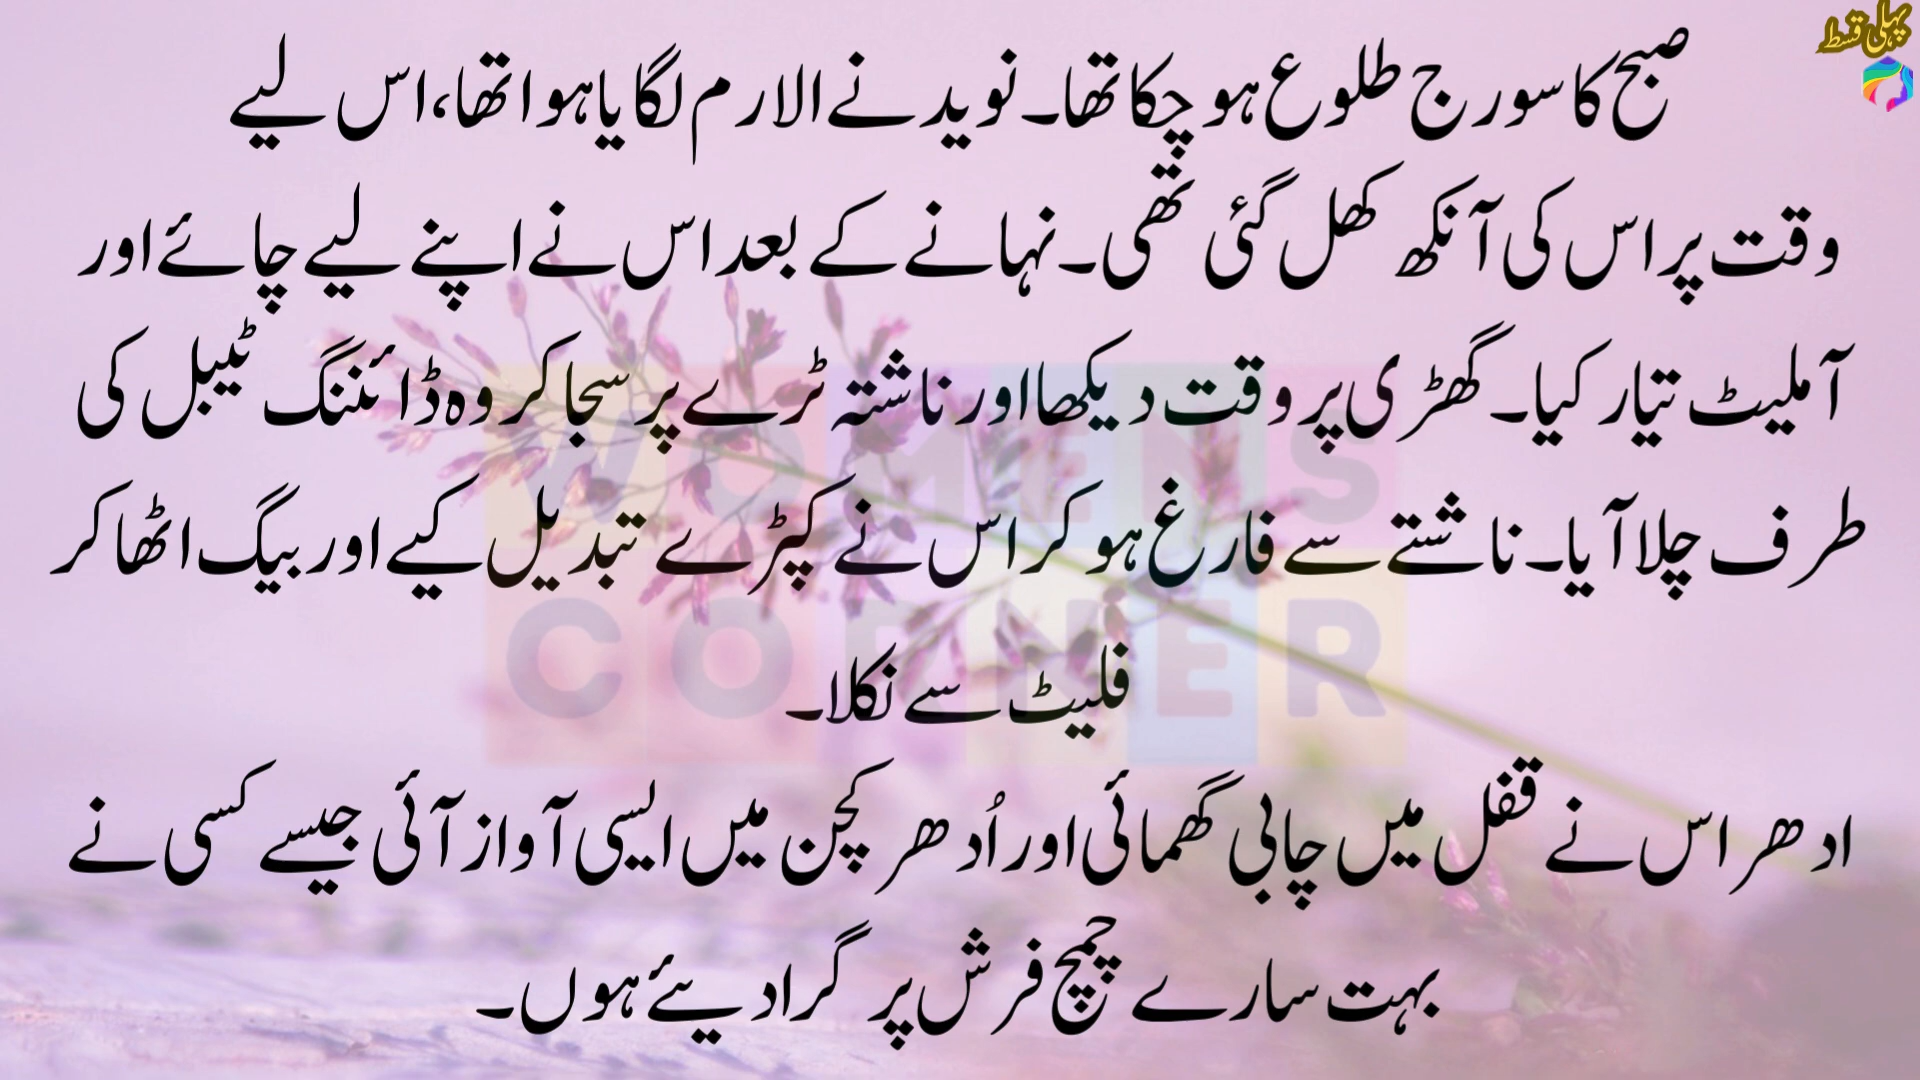 پہلی قسط
صبح کا سورج طلوع ہو چکا تھا۔ نوید نے الارم لگایا ہوا تھا، اس لیے
وقت پر اس کی آنکھ کھل گئی تھی۔ نہانے کے بعد اس نے اپنے لیے چائے اور
آملیٹ تیار کیا۔ گھڑی پر وقت دیکھا اور ناشتہ ٹرے پر سجا کر وہ ڈائننگ ٹیبل کی
طرف چلا آیا۔ ناشتے سے فارغ ہو کر اس نے کپڑے تبدیل کیے اور بیگ اٹھا کر
فلیٹ سے نکلا۔
ادھر اس نے قفل میں چابی گھمائی اور اُدھر کچن میں ایسی آواز آئی جیسے کسی نے
بہت سارے چمچ فرش پر گرا دیئے ہوں۔
WOMENS
CORNER